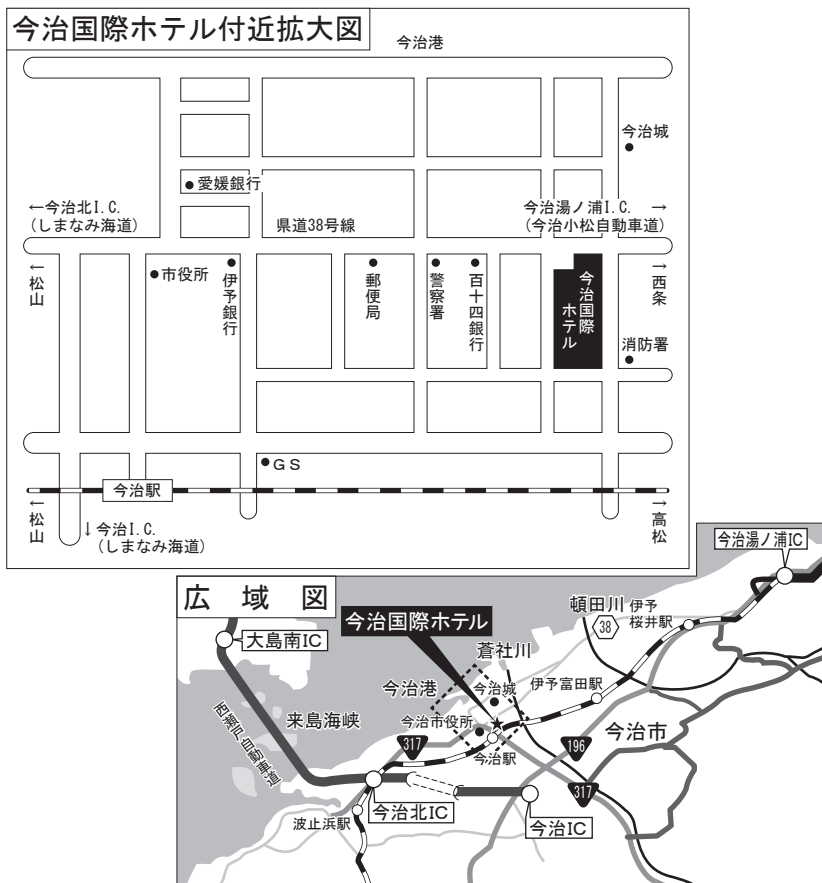 今治国際ホテル付近拡大図
今治港
今治城
愛媛銀行
←今治北I.C.
(しまなみ海道)
県道38号線
今治湯ノ浦I.C. →
(今治小松自動車道)
←松山
市役所
伊予銀行
郵便局
警察署
百十四銀行
今治国際
ホテル
→西条
消防署
GS
今治駅
←松山
↓今治I.C.
(しまなみ海道)
→高松
広域図
今治湯ノ浦IC
今治国際ホテル
頓田川
38
伊予
桜井駅
大島南IC
蒼社川
今治港
今治城
伊予富田駅
来島海峡
西瀬戸自動車道
今治市役所
317
今治駅
196
今治市
317
今治北IC
波止浜駅
今治IC